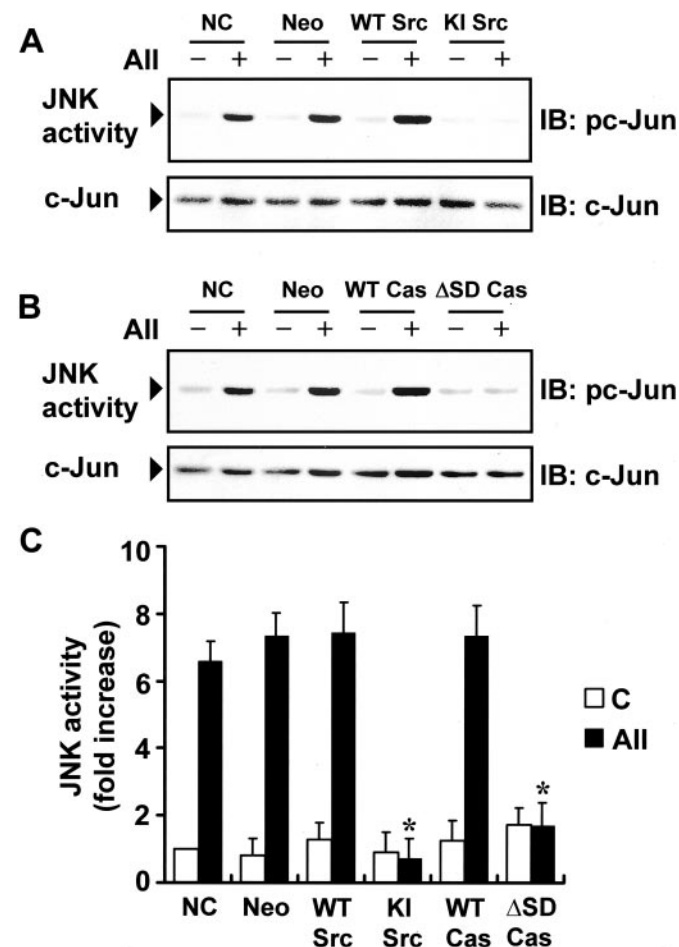 A
NC Neo WT Src KI Src
AII − + − + − + − +
JNK
activity
IB: pc-Jun
c-Jun
IB: c-Jun
B
NC Neo WT Cas ΔSD Cas
AII − + − + − + − +
JNK
activity
IB: pc-Jun
c-Jun
IB: c-Jun
C
JNK activity
(fold increase)
10
8
6
4
2
0
* *
C
AII
NC Neo WT KI WT ΔSD
Src Src Cas Cas